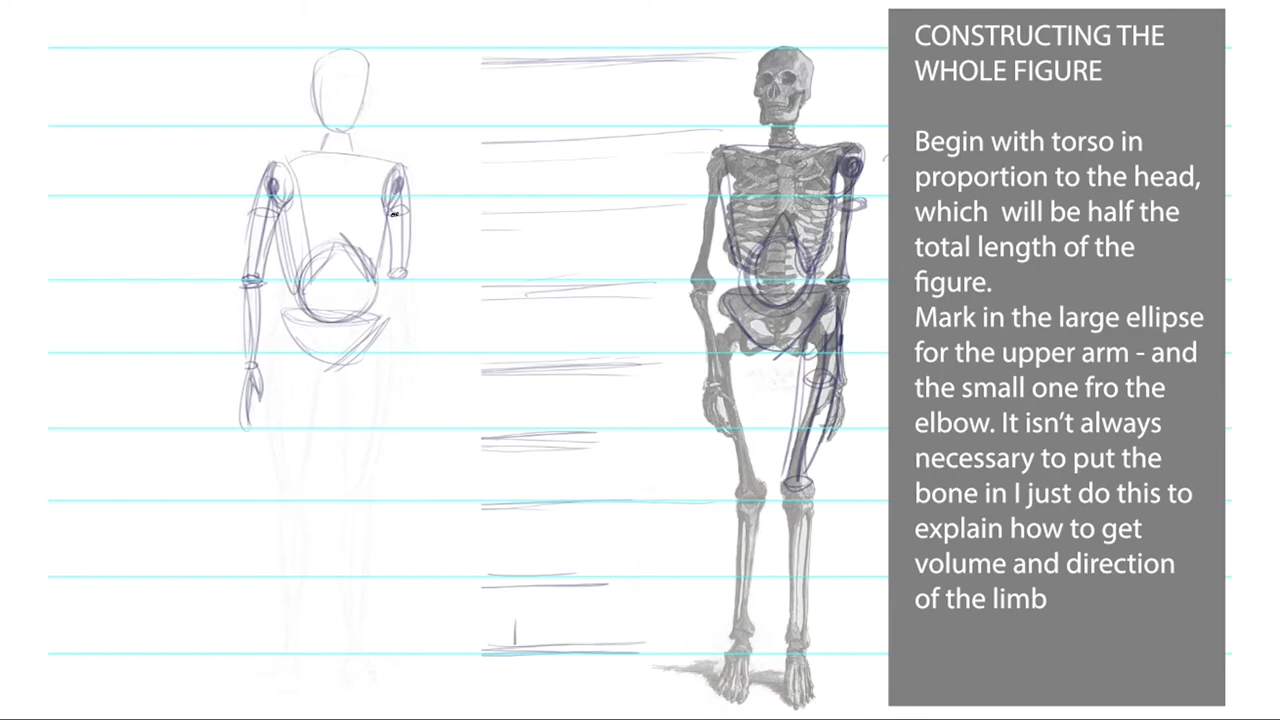 CONSTRUCTING THE
WHOLE FIGURE
Begin with torso in
proportion to the head,
which  will be half the
total length of the
figure.
Mark in the large ellipse
for the upper arm - and
the small one fro the
elbow. It isn’t always
necessary to put the
bone in I just do this to
explain how to get
volume and direction
of the limb